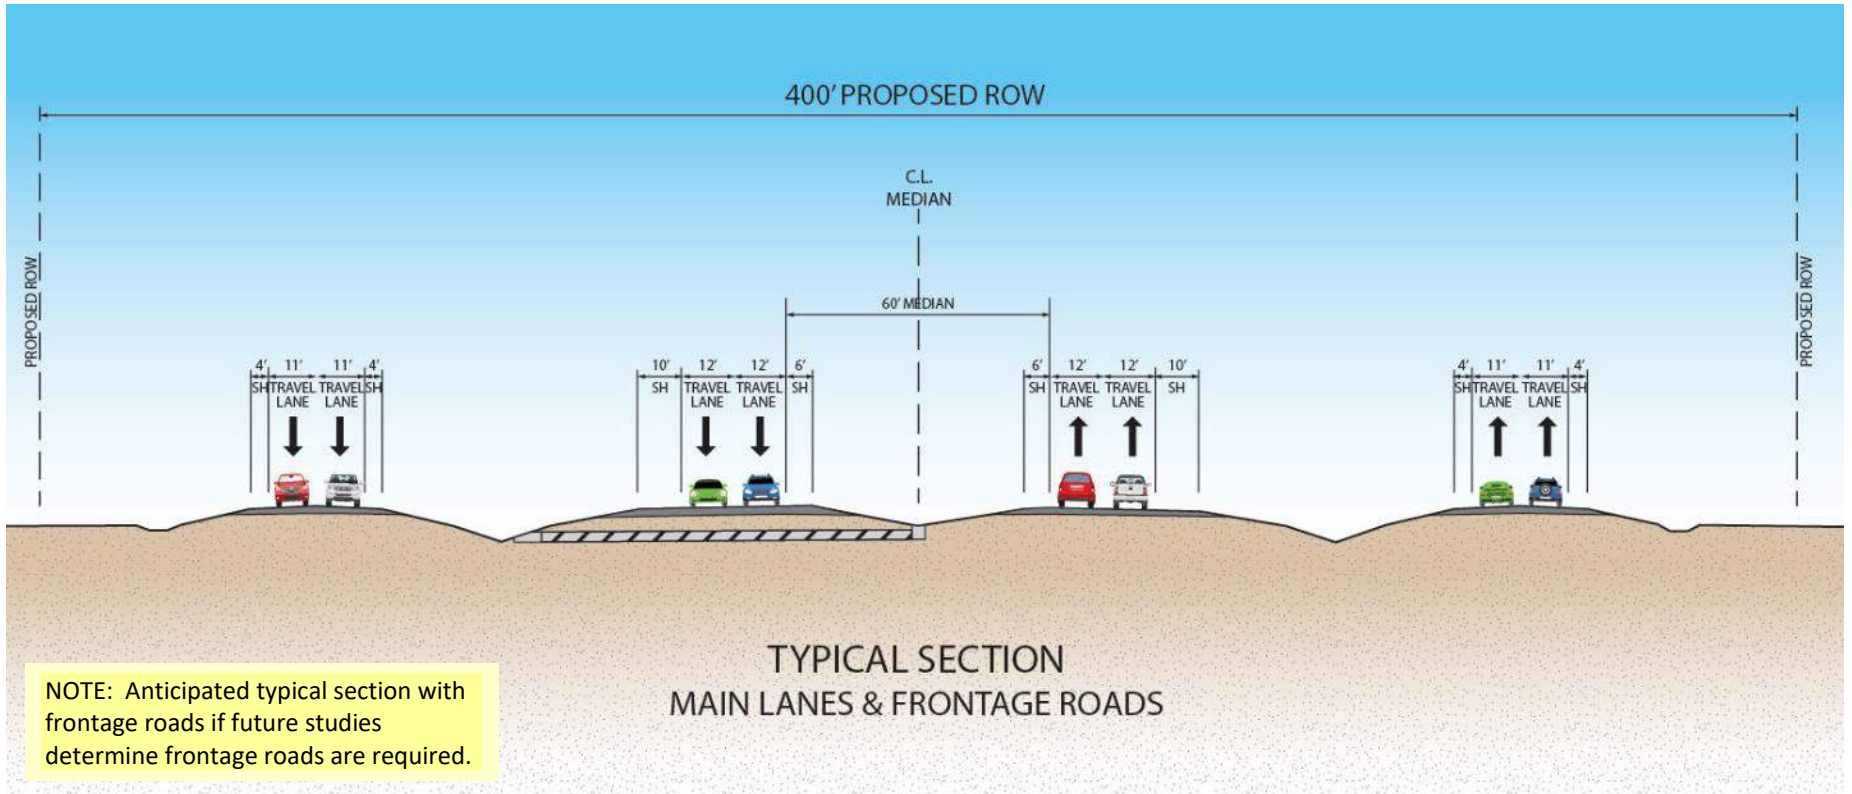 400' PROPOSED ROW
C.L.
MEDIAN
PROPOSED ROW
PROPOSED ROW
60' MEDIAN
4' 11' 11' 4'
SH TRAVEL TRAVEL SH
LANE LANE
10' 12' 12' 6'
SH TRAVEL TRAVEL SH
LANE LANE
6' 12' 12' 10'
SH TRAVEL TRAVEL SH
LANE LANE
4' 11' 11' 4'
SH TRAVEL TRAVEL SH
LANE LANE
TYPICAL SECTION
MAIN LANES & FRONTAGE ROADS
NOTE: Anticipated typical section with
frontage roads if future studies
determine frontage roads are required.